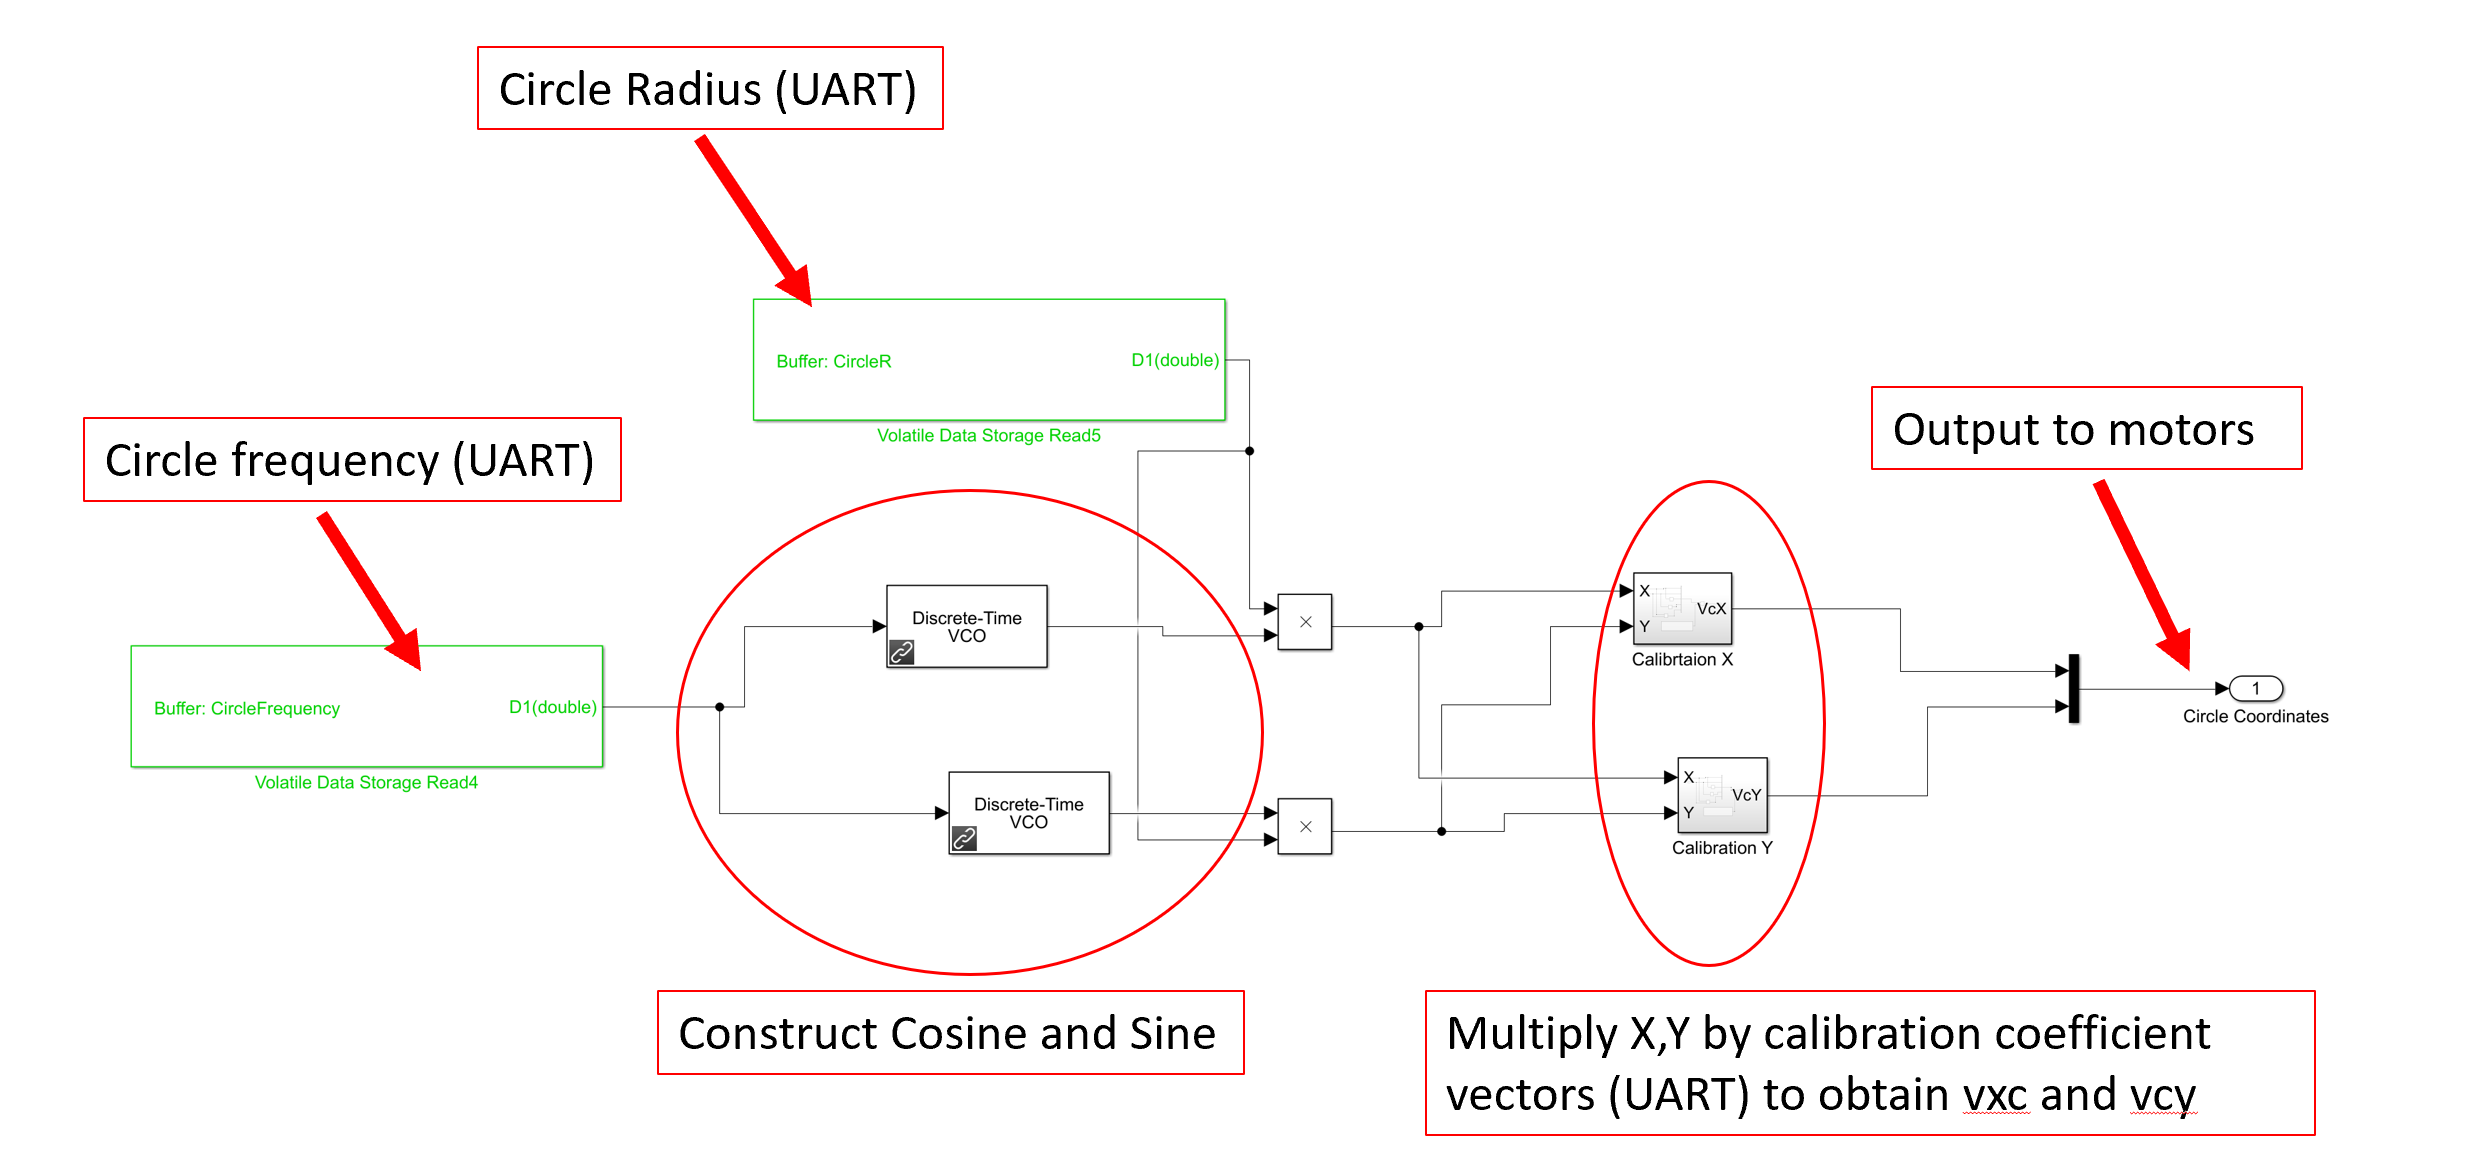 Circle Radius (UART)
Buffer: CircleR
D1(double)
Volatile Data Storage Read5
Circle frequency (UART)
Output to motors
Buffer: CircleFrequency
D1(double)
Volatile Data Storage Read4
Discrete-Time
VCO
Discrete-Time
VCO
×
×
X
Y
VcX
Calibrtaion X
X
Y
VcY
Calibration Y
1
Circle Coordinates
Construct Cosine and Sine
Multiply X,Y by calibration coefficient
vectors (UART) to obtain vxc and vcy